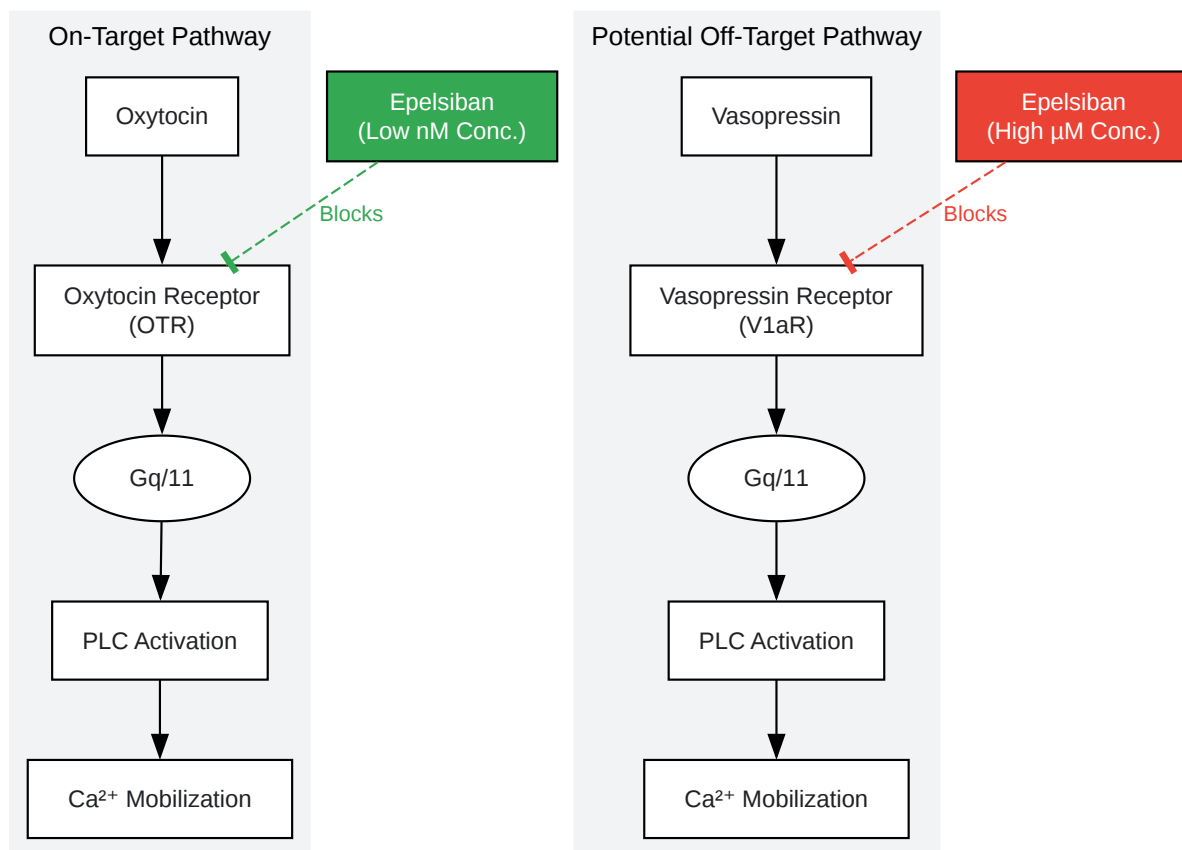 On-Target Pathway
Oxytocin
Epelsiban
(Low nM Conc.)
Blocks
Oxytocin Receptor
(OTR)
Gq/11
PLC Activation
Ca²⁺ Mobilization
Potential Off-Target Pathway
Vasopressin
Epelsiban
(High µM Conc.)
Blocks
Vasopressin Receptor
(V1aR)
Gq/11
PLC Activation
Ca²⁺ Mobilization